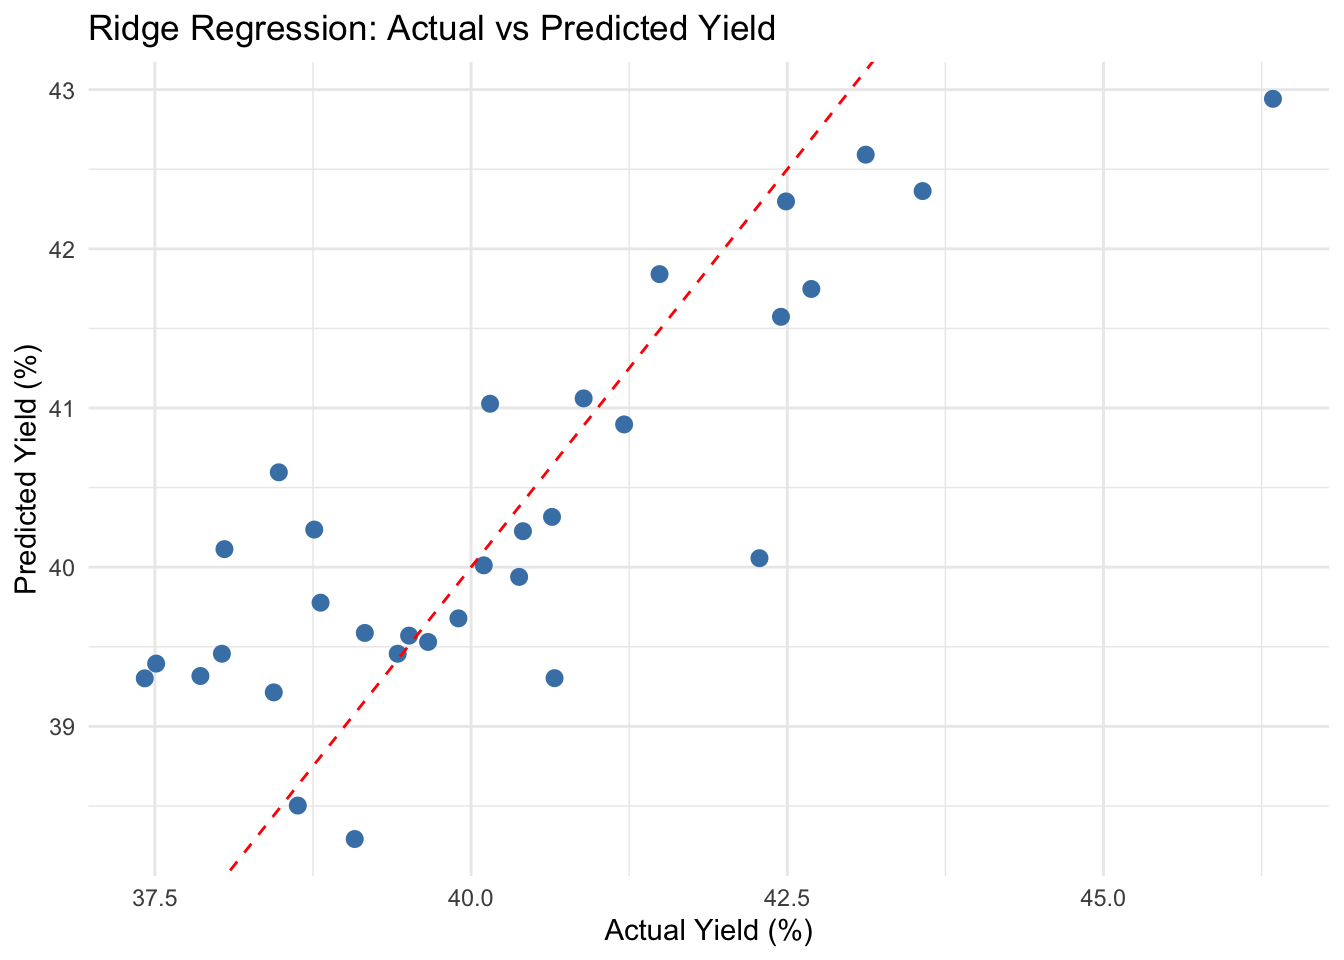 Ridge Regression: Actual vs Predicted Yield
43
42
41
40
39
Predicted Yield (%)
37.5 40.0 42.5 45.0
Actual Yield (%)